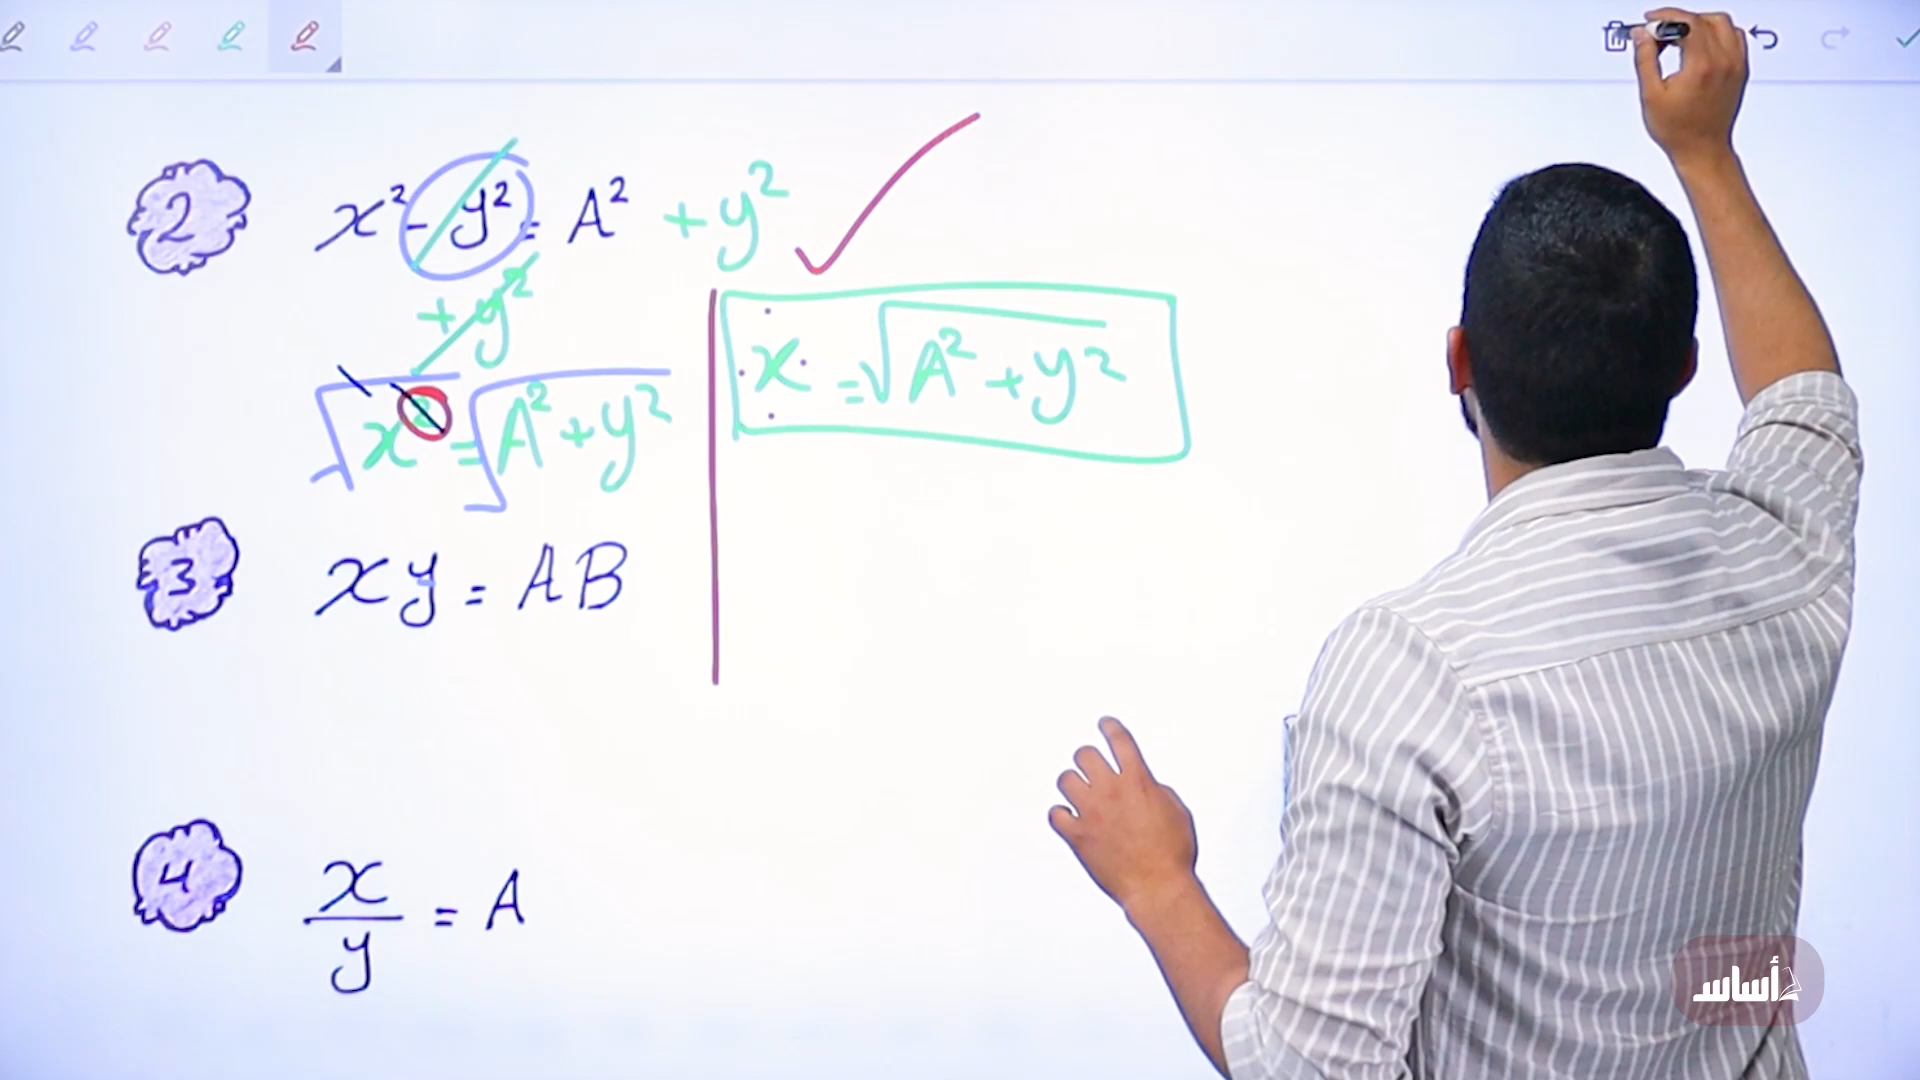 2
x² - y² = A² + y²
+ y²
√x² = √A² + y²
x = √A² + y²
3
xy = AB
4
x/y = A
أساس